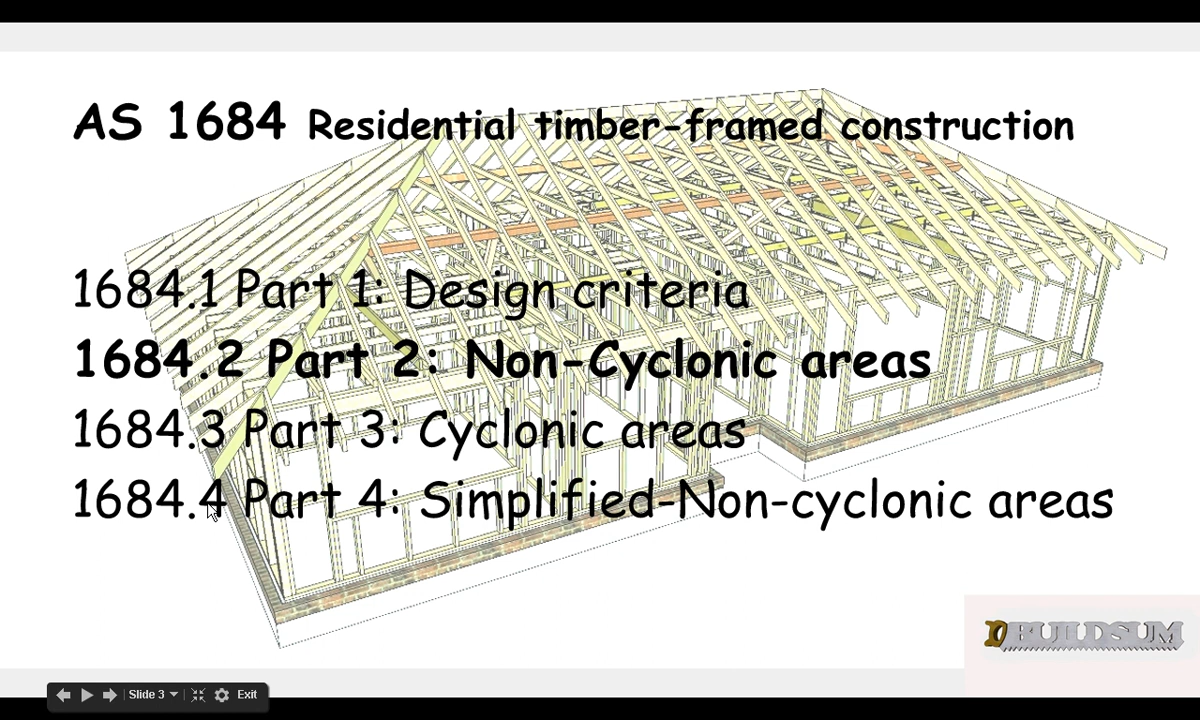 AS 1684 Residential timber-framed construction
1684.1 Part 1: Design criteria
1684.2 Part 2: Non-Cyclonic areas
1684.3 Part 3: Cyclonic areas
1684.4 Part 4: Simplified-Non-cyclonic areas
BUILDSUM
Slide 3 Exit